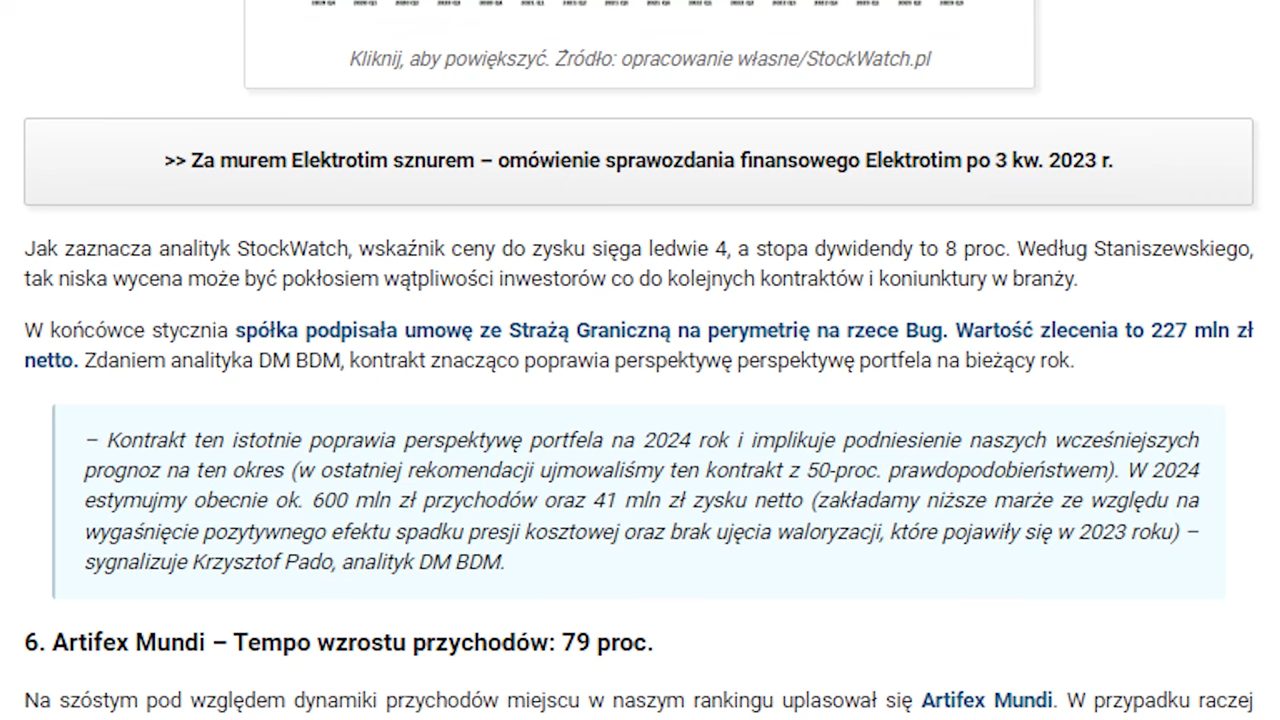 Kliknij, aby powiększyć. Źródło: opracowanie własne/StockWatch.pl
>> Za murem Elektrotim sznurem – omówienie sprawozdania finansowego Elektrotim po 3 kw. 2023 r.
Jak zaznacza analityk StockWatch, wskaźnik ceny do zysku sięga ledwie 4, a stopa dywidendy to 8 proc. Według Staniszewskiego,
tak niska wycena może być pokłosiem wątpliwości inwestorów co do kolejnych kontraktów i koniunktury w branży.
W końcówce stycznia spółka podpisała umowę ze Strażą Graniczną na perymetrię na rzece Bug. Wartość zlecenia to 227 mln zł
netto. Zdaniem analityka DM BDM, kontrakt znacząco poprawia perspektywę perspektywę portfela na bieżący rok.
– Kontrakt ten istotnie poprawia perspektywę portfela na 2024 rok i implikuje podniesienie naszych wcześniejszych
prognoz na ten okres (w ostatniej rekomendacji ujmowaliśmy ten kontrakt z 50-proc. prawdopodobieństwem). W 2024
estymujmy obecnie ok. 600 mln zł przychodów oraz 41 mln zł zysku netto (zakładamy niższe marże ze względu na
wygaśnięcie pozytywnego efektu spadku presji kosztowej oraz brak ujęcia waloryzacji, które pojawiły się w 2023 roku) –
sygnalizuje Krzysztof Pado, analityk DM BDM.
6. Artifex Mundi – Tempo wzrostu przychodów: 79 proc.
Na szóstym pod względem dynamiki przychodów miejscu w naszym rankingu uplasował się Artifex Mundi. W przypadku raczej